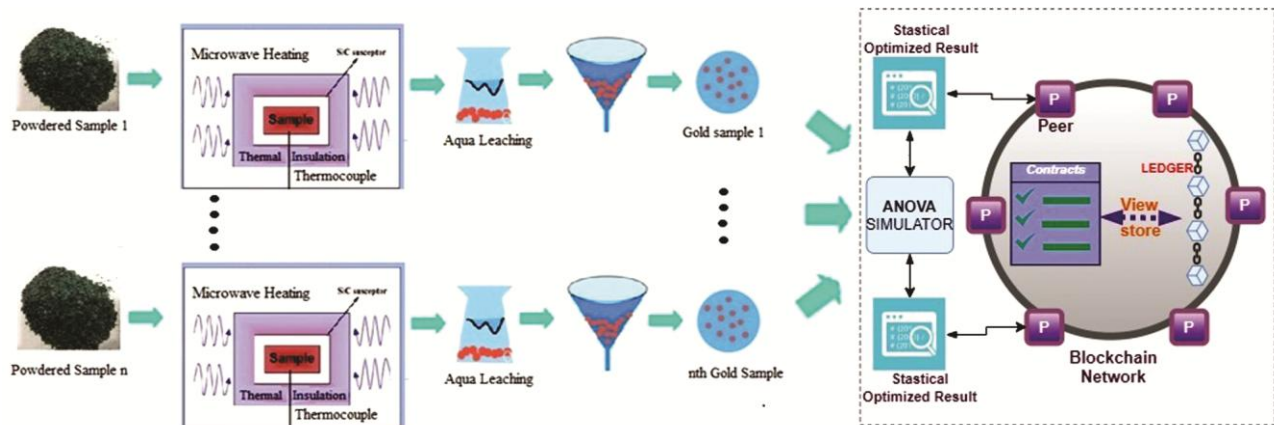 Powdered Sample 1
Microwave Heating
SiC susceptor
Sample
Thermal Insulation
Thermocouple
Aqua Leaching
Gold sample 1
Powdered Sample n
Microwave Heating
SiC susceptor
Sample
Thermal Insulation
Thermocouple
Aqua Leaching
nth Gold Sample
Stastical
Optimized Result
ANOVA
SIMULATOR
Stastical
Optimized Result
P
P
Peer
LEDGER
Contracts
View
store
P
P
P
P
Blockchain
Network